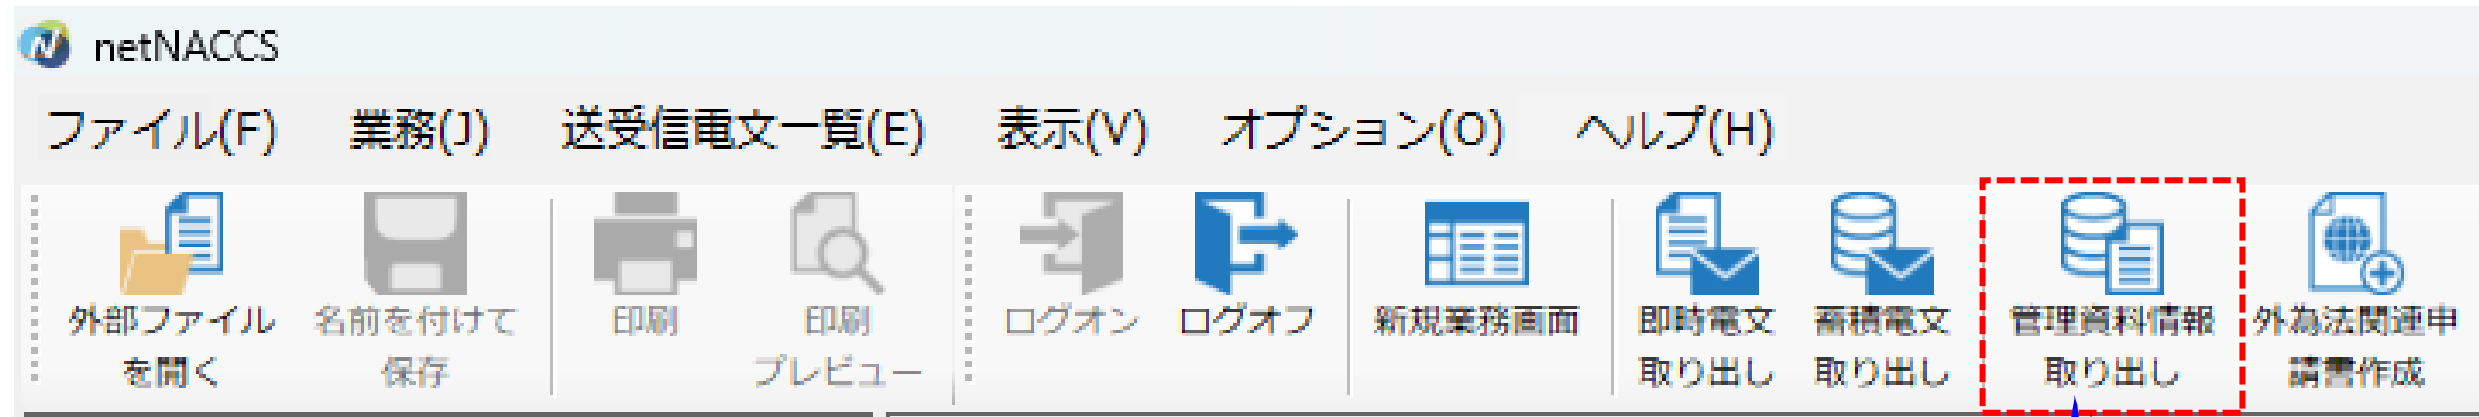 netNACCS
ファイル(F) 業務(J) 送受信電文一覧(E) 表示(V) オプション(O) ヘルプ(H)
外部ファイル
を開く
名前を付けて
保存
印刷
印刷
プレビュー
ログオン
ログオフ
新規業務画面
即時電文
取り出し
蓄積電文
取り出し
管理資料情報
取り出し
外為法関連申
請書作成